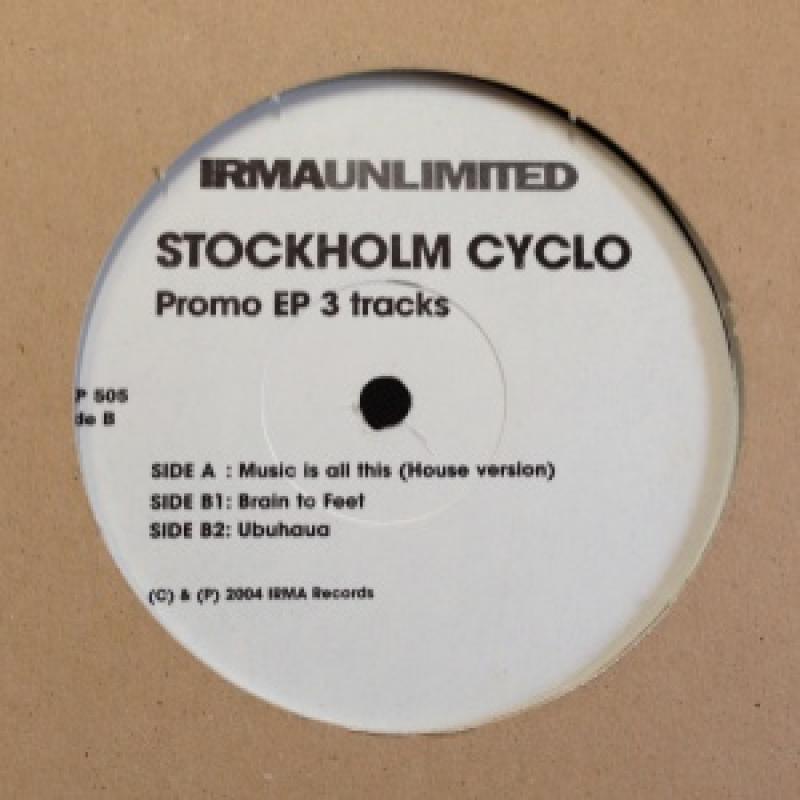 IRMAUNLIMITED
STOCKHOLM CYCLO
Promo EP 3 tracks
P 505
de B
SIDE A : Music is all this (House version)
SIDE B1: Brain to Feet
SIDE B2: Ubuhaua
(C) & (P) 2004 IRMA Records